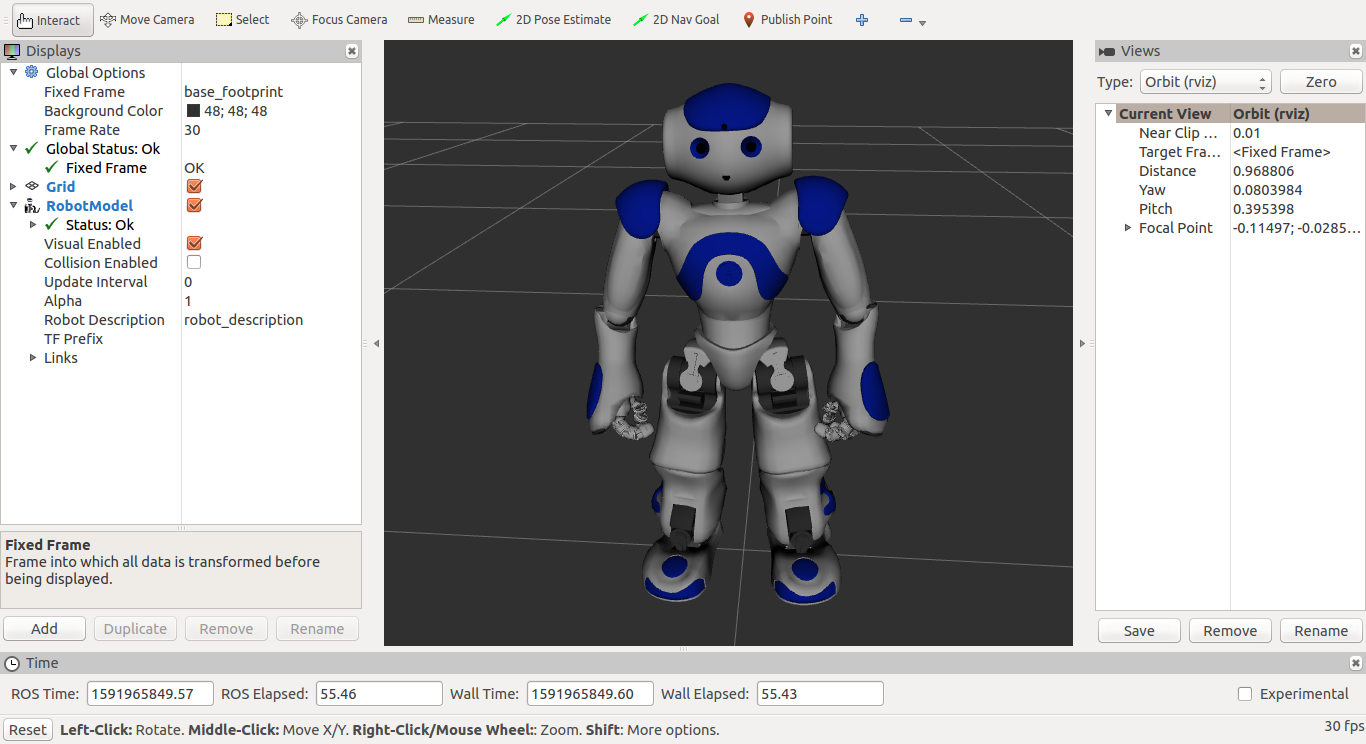 Interact Move Camera Select Focus Camera Measure 2D Pose Estimate 2D Nav Goal Publish Point
Displays
Global Options
Fixed Frame base_footprint
Background Color 48; 48; 48
Frame Rate 30
Global Status: Ok
Fixed Frame OK
Grid
RobotModel
Status: Ok
Visual Enabled
Collision Enabled
Update Interval 0
Alpha 1
Robot Description robot_description
TF Prefix
Links
Fixed Frame
Frame into which all data is transformed before
being displayed.
Add Duplicate Remove Rename
Views
Type: Orbit (rviz) Zero
Current View Orbit (rviz)
Near Clip ... 0.01
Target Fra... <Fixed Frame>
Distance 0.968806
Yaw 0.0803984
Pitch 0.395398
Focal Point -0.11497; -0.0285...
Save Remove Rename
Time
ROS Time: 1591965849.57 ROS Elapsed: 55.46 Wall Time: 1591965849.60 Wall Elapsed: 55.43 Experimental
Reset Left-Click: Rotate. Middle-Click: Move X/Y. Right-Click/Mouse Wheel:: Zoom. Shift: More options. 30 fps